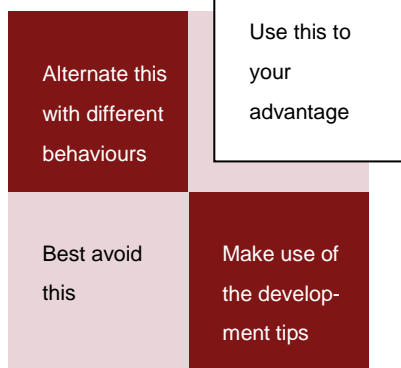 Use this to
your
advantage
Alternate this
with different
behaviours
Best avoid
this
Make use of
the develop-
ment tips